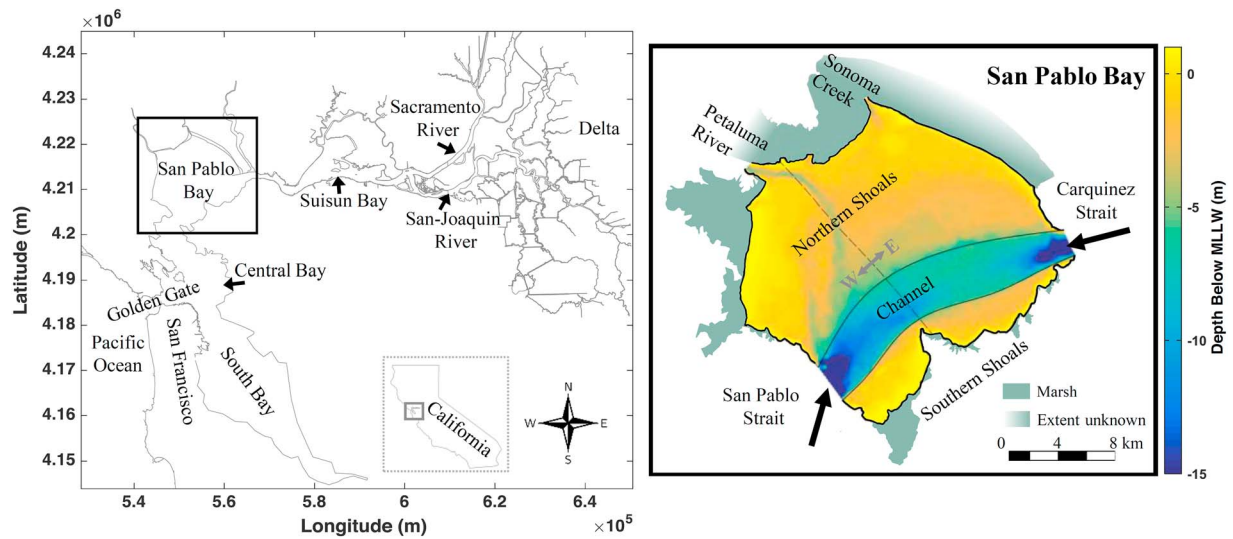 ×10⁶
4.244
4.233
4.226
4.211
4.2
4.19
4.18
4.17
4.16
4.15
Latitude (m)
5.4
5.6
5.8
6
6.2
6.4
×10⁵
Longitude (m)
San Pablo
Bay
Sacramento
River
Delta
Suisun Bay
San-Joaquin
River
Central Bay
Golden Gate
Pacific
Ocean
San Francisco
South Bay
California
N
W
E
S
San Pablo Bay
Sonoma
Creek
Petaluma
River
Northern Shoals
Carquinez
Strait
W
E
Channel
San Pablo
Strait
Southern Shoals
Marsh
Extent unknown
0 4 8 km
0
-5
-10
-15
Depth Below MLLW (m)